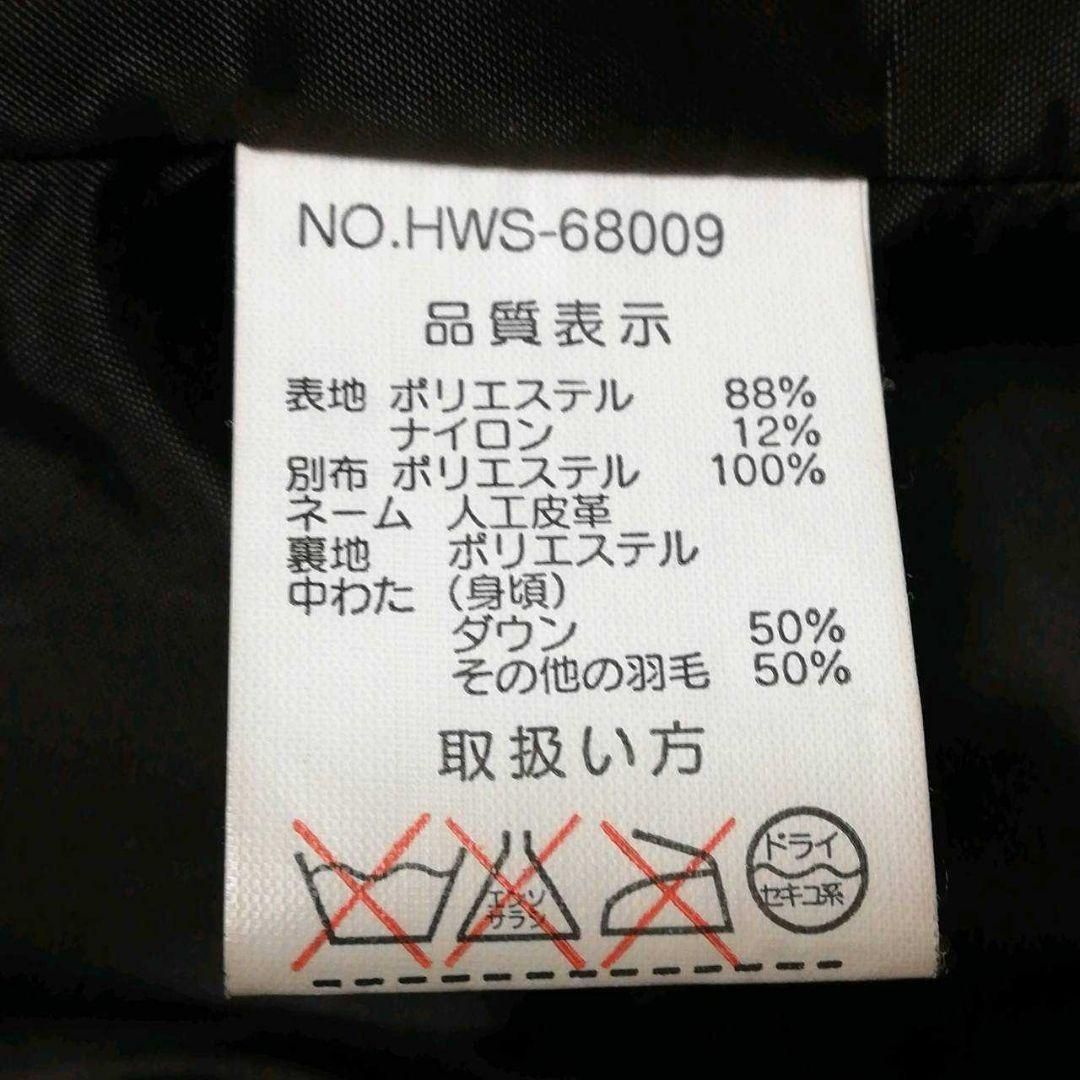 NO.HWS-68009
品質表示
表地 ポリエステル 88%
ナイロン 12%
別布 ポリエステル 100%
ネーム 人工皮革
裏地 ポリエステル
中わた (身頃)
ダウン 50%
その他の羽毛 50%
取扱い方
エンソ
サラシ
ドライ
セキユ系